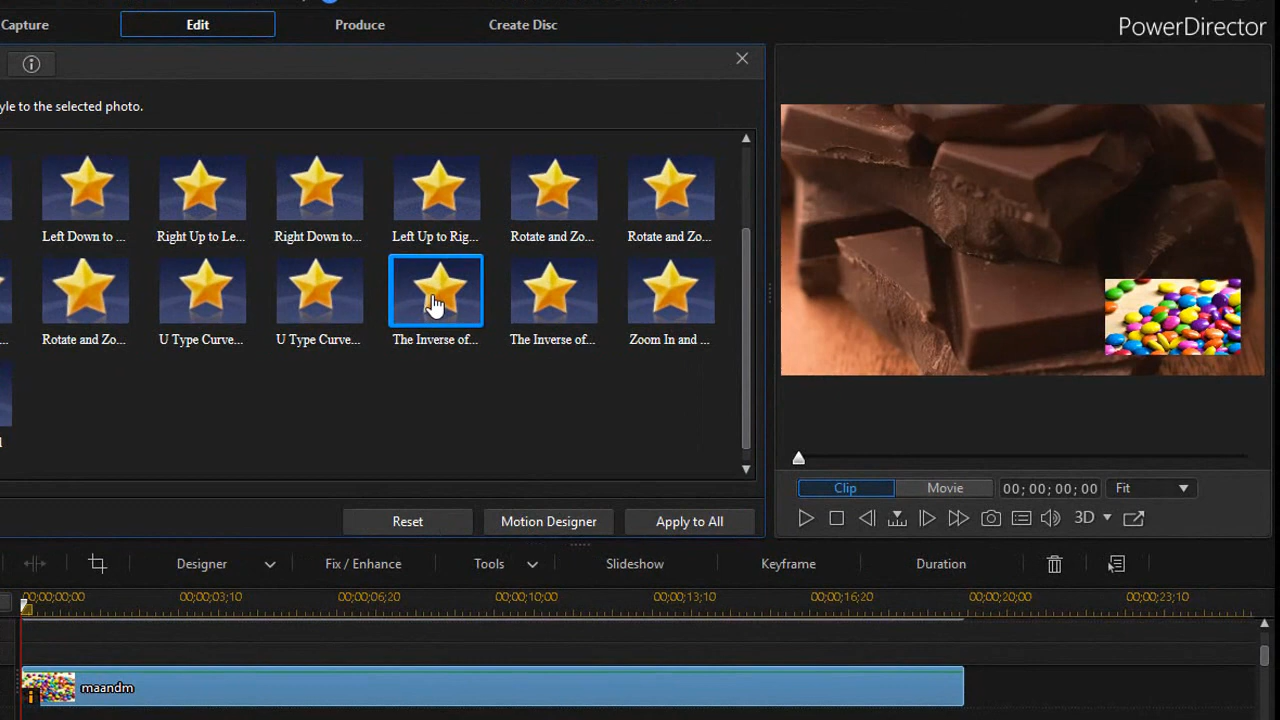 Capture Edit Produce Create Disc PowerDirector
yle to the selected photo.
Left Down to ... Right Up to Le... Right Down to... Left Up to Rig... Rotate and Zo... Rotate and Zo...
Rotate and Zo... U Type Curve... U Type Curve... The Inverse of... The Inverse of... Zoom In and ...
Clip Movie 00; 00; 00; 00 Fit
Reset Motion Designer Apply to All
3D
Designer Fix / Enhance Tools Slideshow Keyframe Duration
00;00;00;00 00;00;03;10 00;00;06;20 00;00;10;00 00;00;13;10 00;00;16;20 00;00;20;00 00;00;23;10
maandm